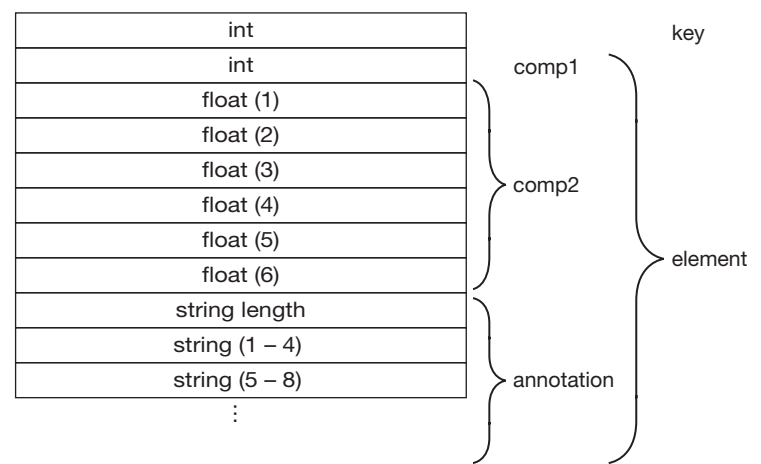 int
key
int
comp1
float (1)
float (2)
float (3)
float (4)
comp2
float (5)
float (6)
element
string length
string (1 – 4)
string (5 – 8)
annotation
⋮